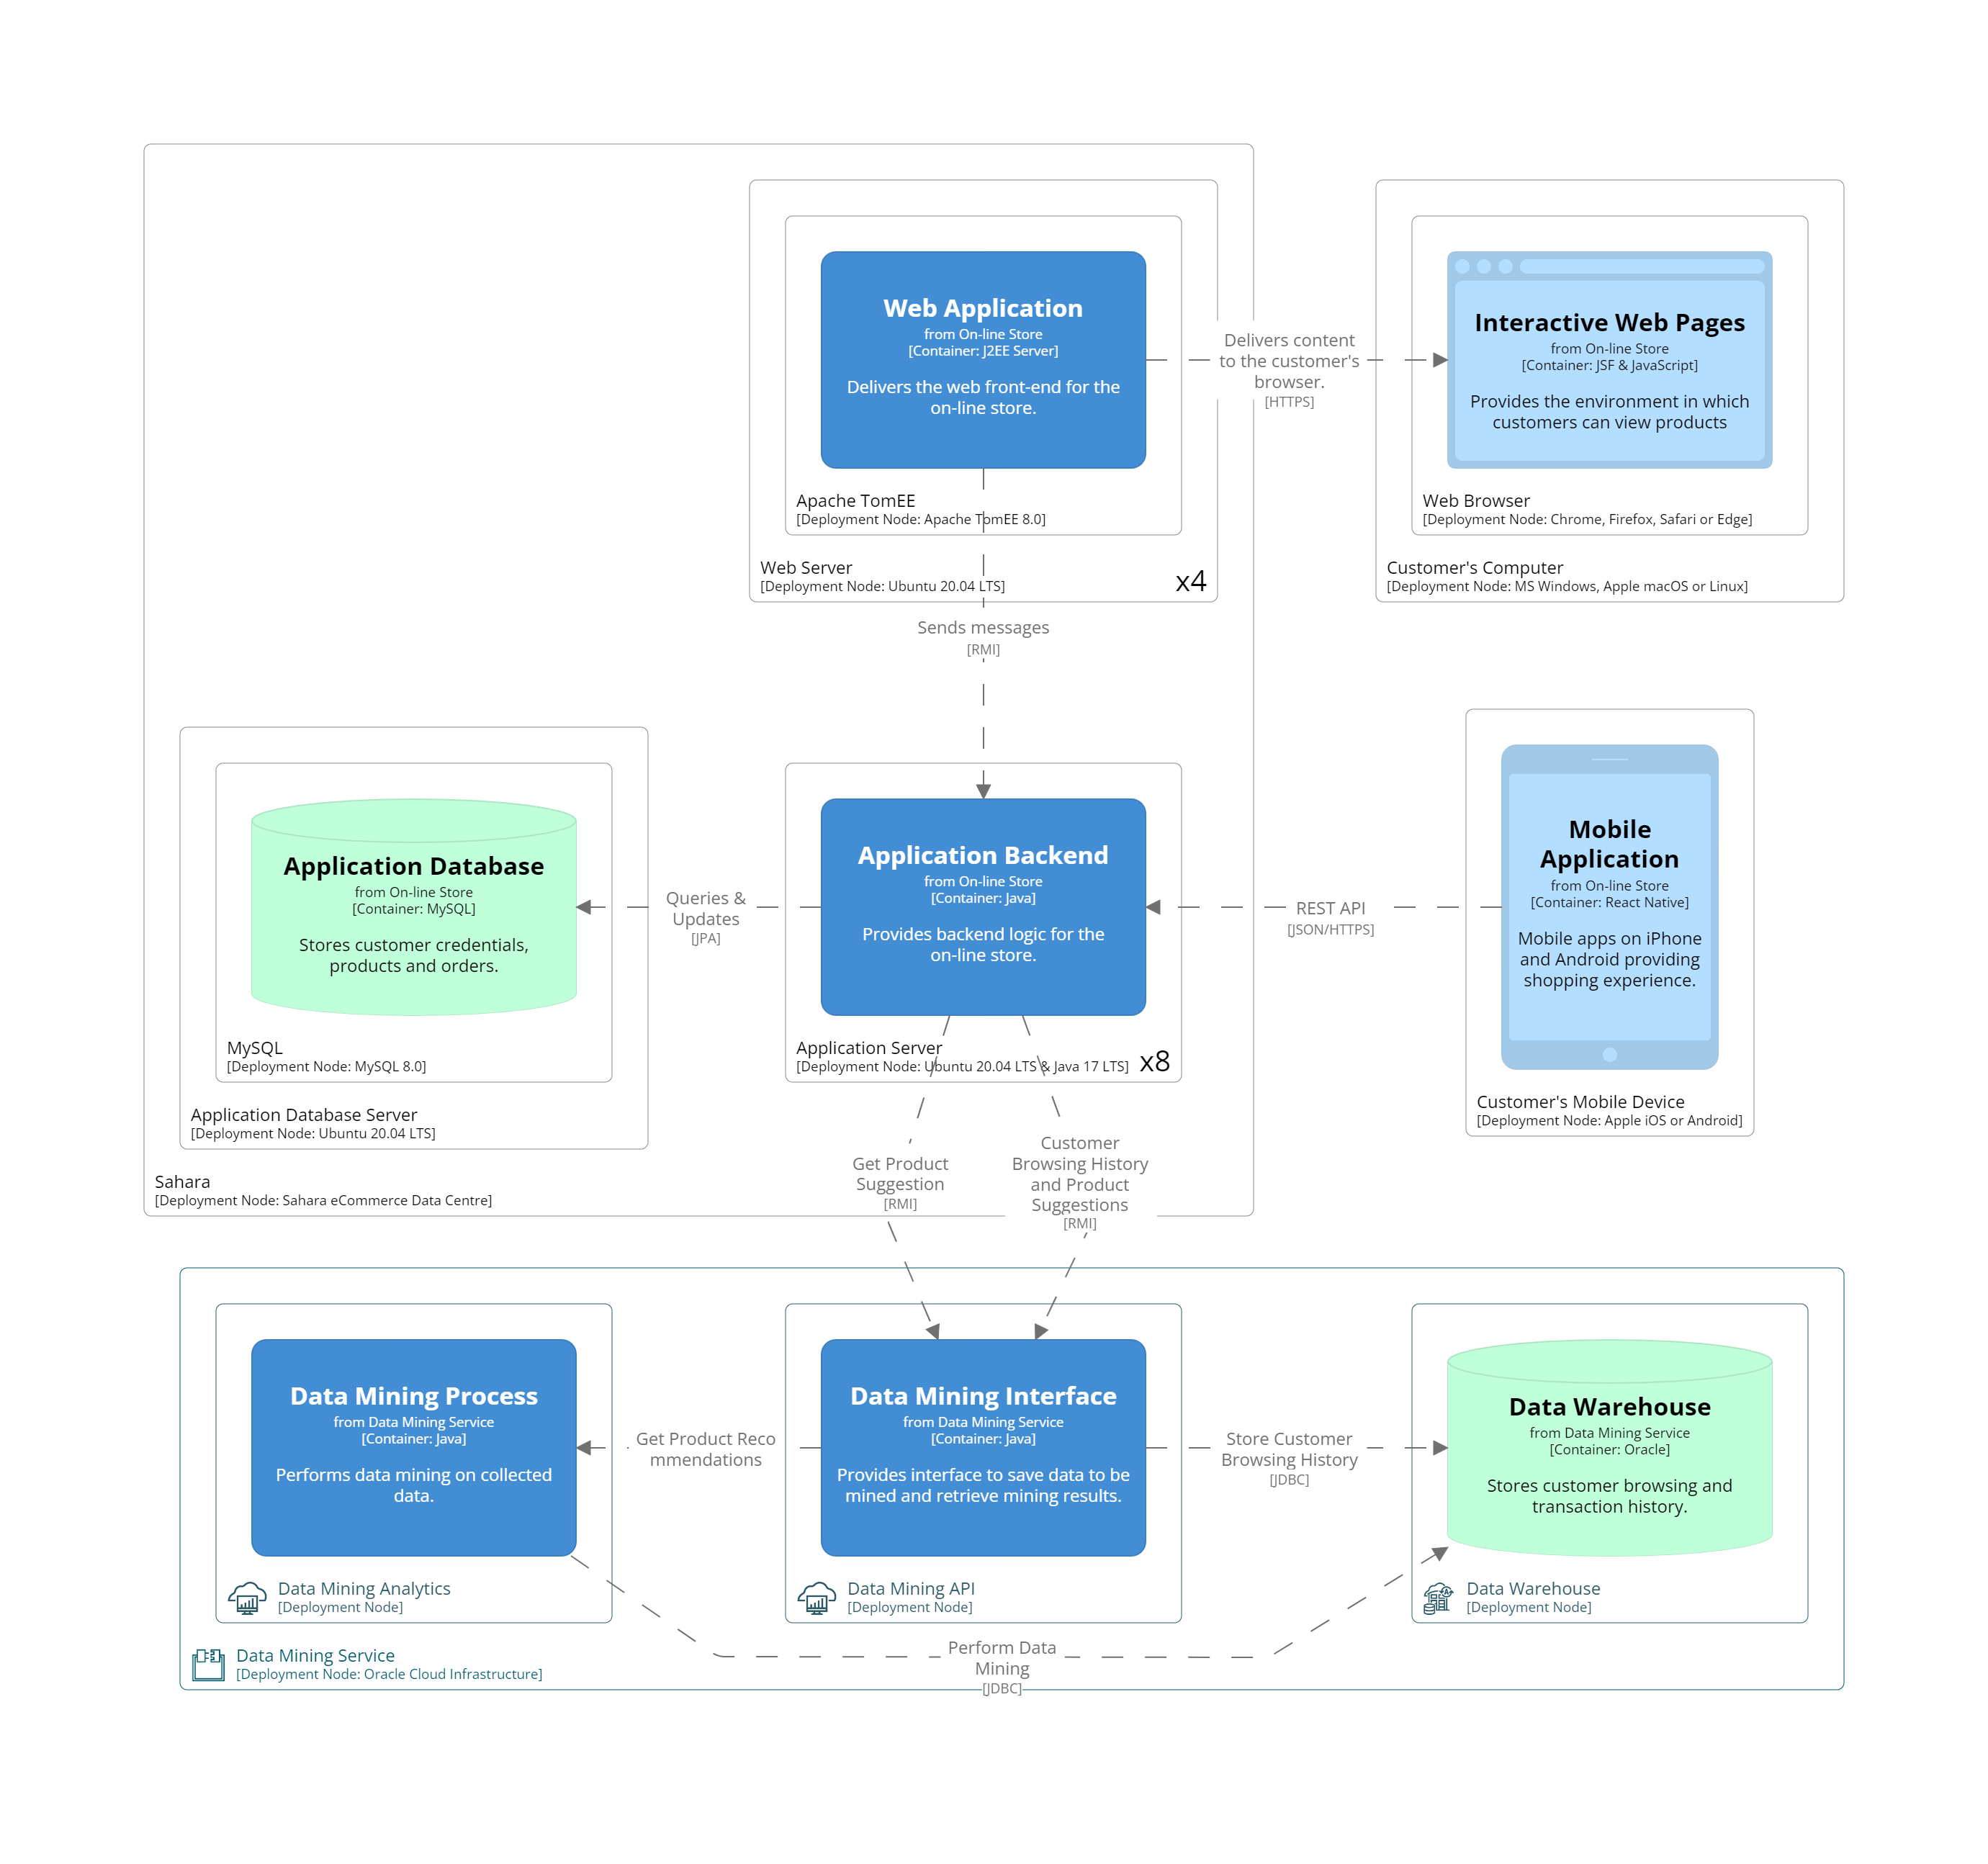 Web Application
from On-line Store
[Container: J2EE Server]
Delivers the web front-end for the
on-line store.
Apache TomEE
[Deployment Node: Apache TomEE 8.0]
Web Server
[Deployment Node: Ubuntu 20.04 LTS]
x4
Delivers content
to the customer's
browser.
[HTTPS]
Interactive Web Pages
from On-line Store
[Container: JSF & JavaScript]
Provides the environment in which
customers can view products
Web Browser
[Deployment Node: Chrome, Firefox, Safari or Edge]
Customer's Computer
[Deployment Node: MS Windows, Apple macOS or Linux]
Sends messages
[RMI]
Application Database
from On-line Store
[Container: MySQL]
Stores customer credentials,
products and orders.
MySQL
[Deployment Node: MySQL 8.0]
Application Database Server
[Deployment Node: Ubuntu 20.04 LTS]
Queries &
Updates
[JPA]
Application Backend
from On-line Store
[Container: Java]
Provides backend logic for the
on-line store.
Application Server
[Deployment Node: Ubuntu 20.04 LTS & Java 17 LTS]
x8
REST API
[JSON/HTTPS]
Mobile
Application
from On-line Store
[Container: React Native]
Mobile apps on iPhone
and Android providing
shopping experience.
Customer's Mobile Device
[Deployment Node: Apple iOS or Android]
Sahara
[Deployment Node: Sahara eCommerce Data Centre]
Get Product
Suggestion
[RMI]
Customer
Browsing History
and Product
Suggestions
[RMI]
Data Mining Process
from Data Mining Service
[Container: Java]
Performs data mining on collected
data.
Data Mining Analytics
[Deployment Node]
Get Product Reco
mmendations
Data Mining Interface
from Data Mining Service
[Container: Java]
Provides interface to save data to be
mined and retrieve mining results.
Data Mining API
[Deployment Node]
Store Customer
Browsing History
[JDBC]
Data Warehouse
from Data Mining Service
[Container: Oracle]
Stores customer browsing and
transaction history.
Data Warehouse
[Deployment Node]
Perform Data
Mining
[JDBC]
Data Mining Service
[Deployment Node: Oracle Cloud Infrastructure]